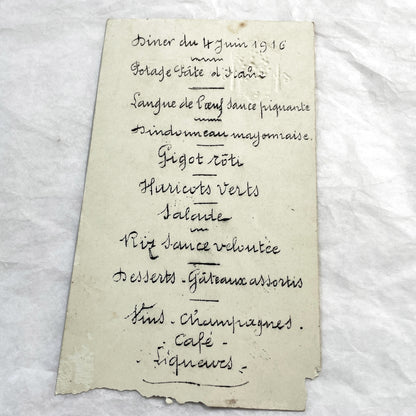 Diner du 4 Juin 1916
Potage Pâte d'Italie
Langue de Bœuf sauce piquante
Dindonneau mayonnaise.
Gigot rôti
Haricots verts
Salade
Riz sauce veloutée
Desserts - Gâteaux assortis
Vins - Champagnes -
- Café -
- Liqueurs -